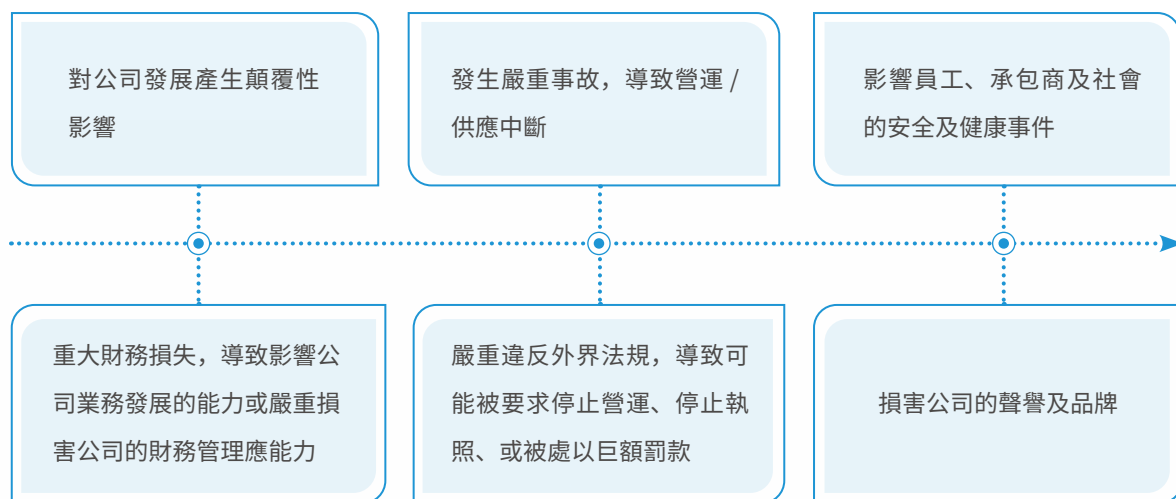 對公司發展產生顛覆性
影響
發生嚴重事故，導致營運 /
供應中斷
影響員工、承包商及社會
的安全及健康事件
重大財務損失，導致影響公
司業務發展的能力或嚴重損
害公司的財務管理應能力
嚴重違反外界法規，導致可
能被要求停止營運、停止執
照、或被處以巨額罰款
損害公司的聲譽及品牌